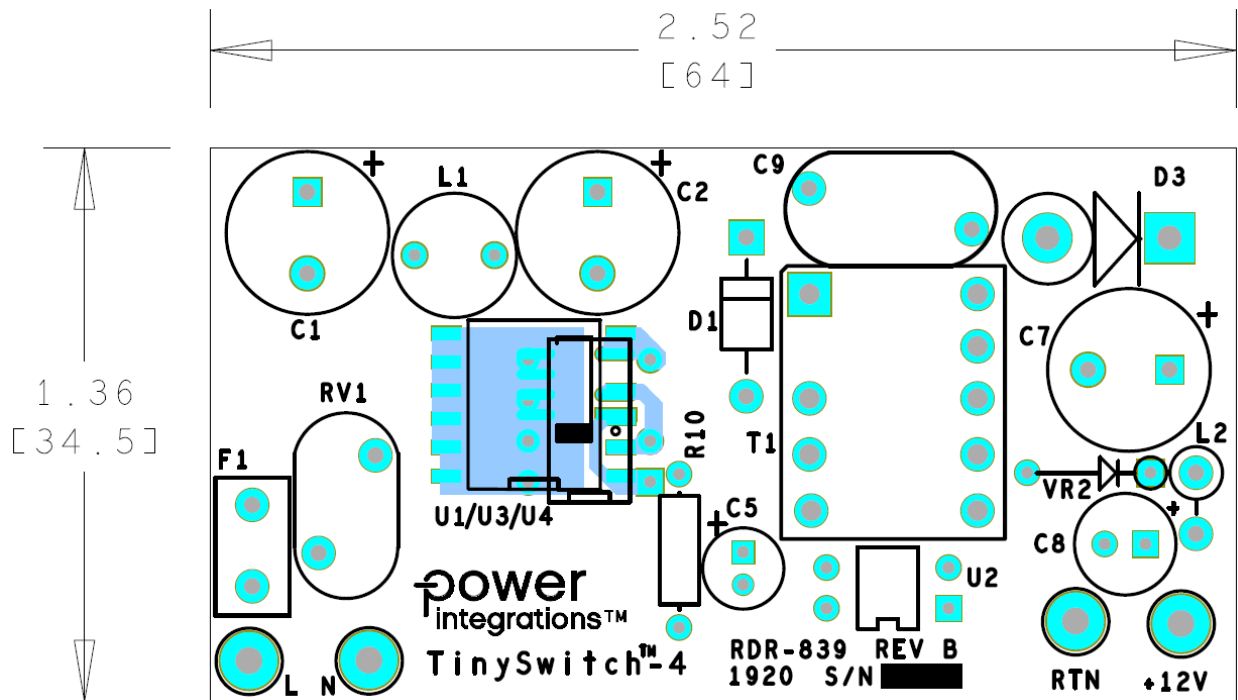 2.52
[64]
1.36
[34.5]
C1
+
L1
C2
+
C9
D3
D1
C7
+
RV1
F1
T1
R10
L2
VR2
U1/U3/U4
C5
+
C8
+
U2
power
integrations™
TinySwitch™-4
L N
RDR-839 REV B
1920 S/N
RTN +12V